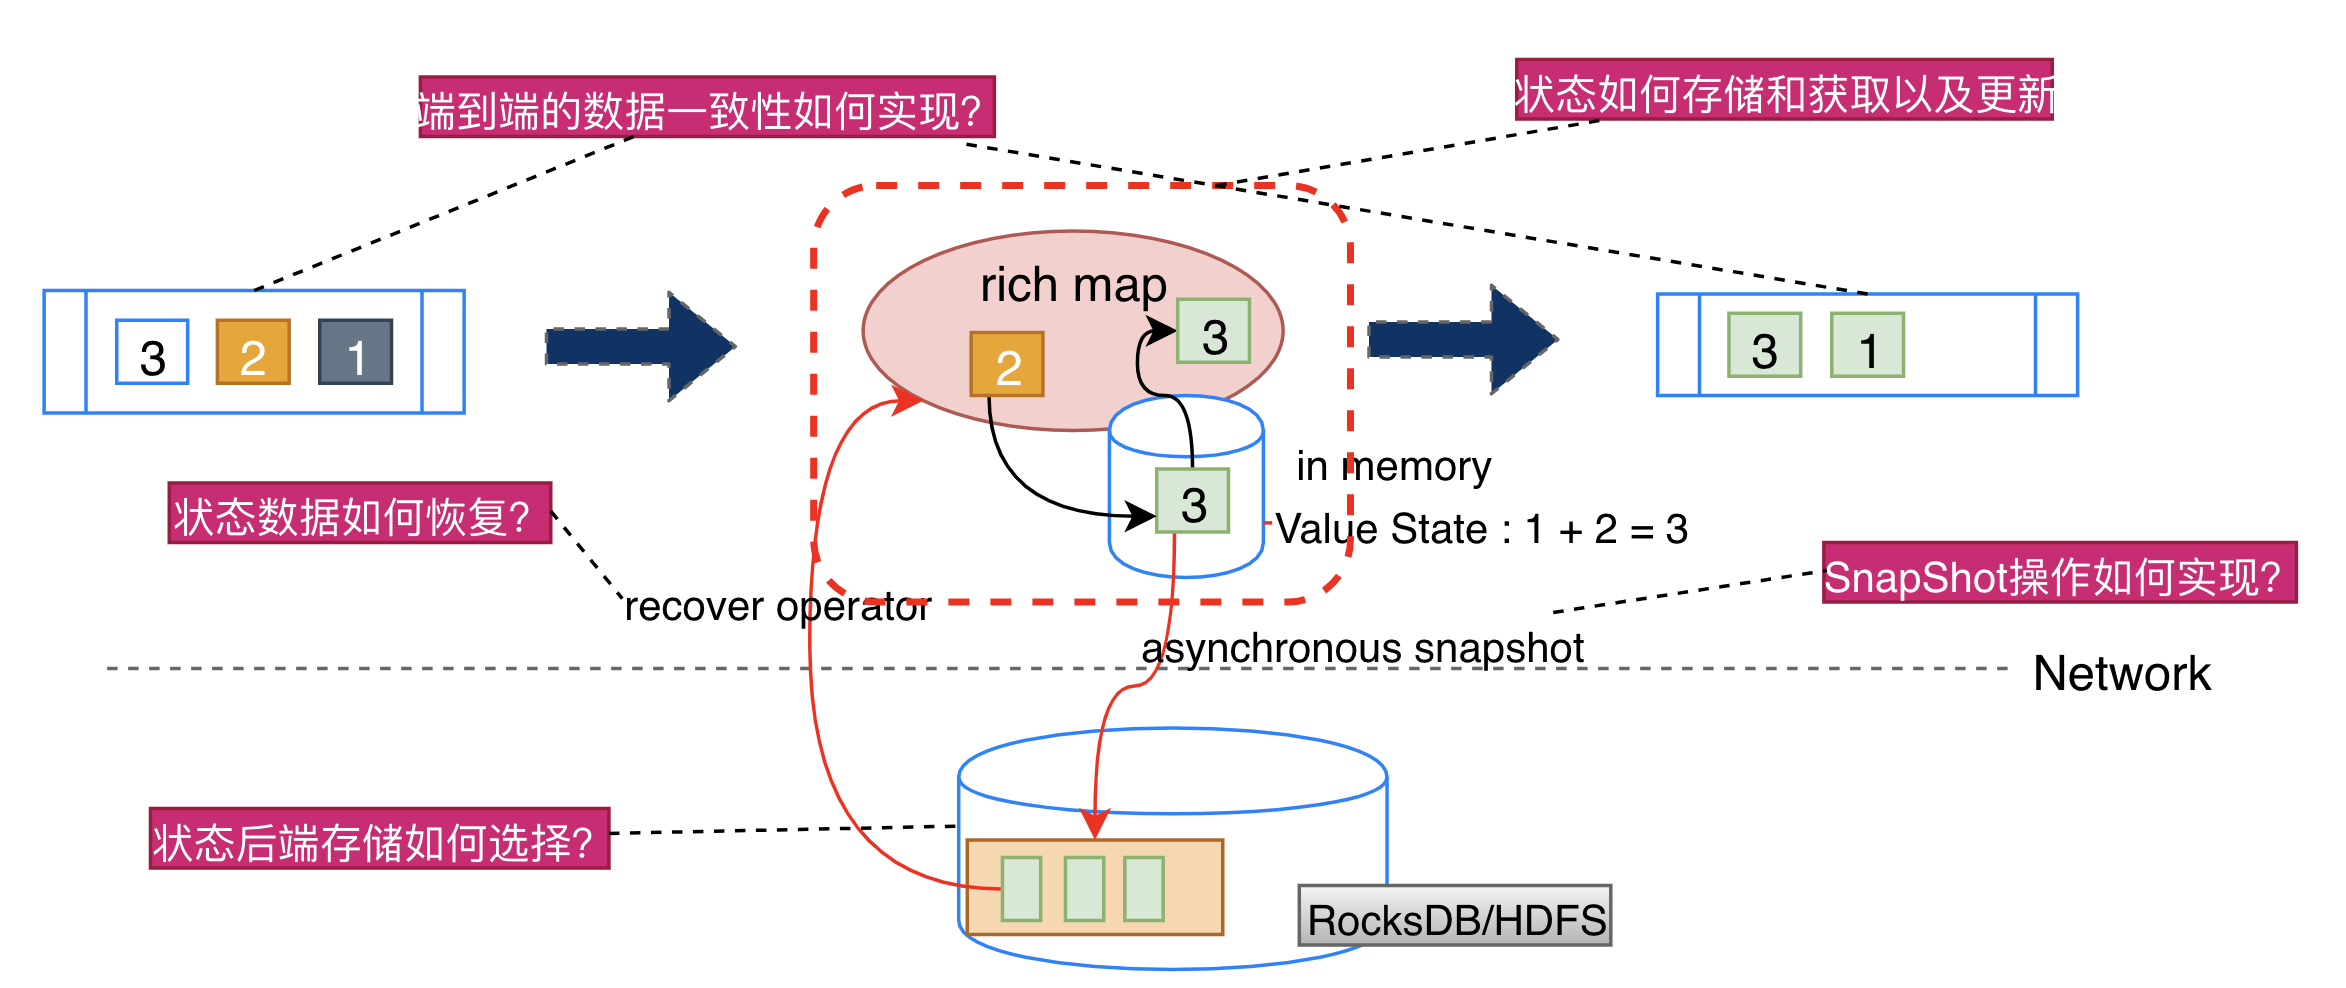 端到端的数据一致性如何实现?
状态如何存储和获取以及更新
rich map
3
3 2 1
2
3 1
in memory
3
状态数据如何恢复?
Value State : 1 + 2 = 3
SnapShot操作如何实现?
recover operator
asynchronous snapshot
Network
状态后端存储如何选择?
RocksDB/HDFS